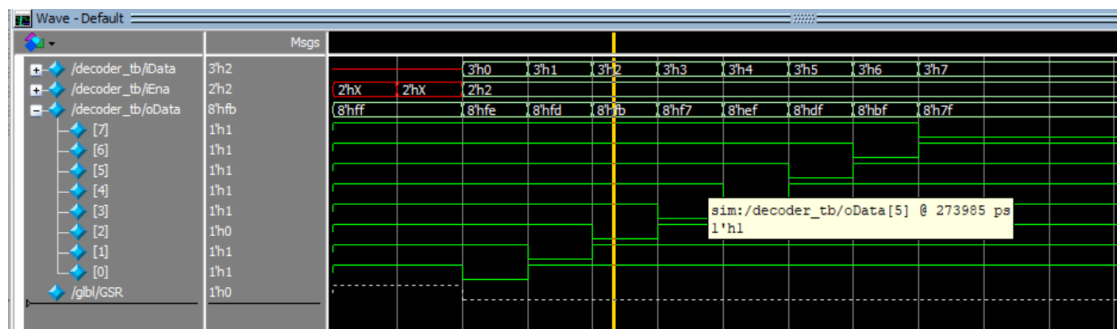 Wave - Default
Msgs
/decoder_tb/iData 3'h2 3'h0 3'h1 3'h2 3'h3 3'h4 3'h5 3'h6 3'h7
/decoder_tb/iEna 2'h2 2'hX 2'hX 2'h2
/decoder_tb/oData 8'hfb 8'hff 8'hfe 8'hfd 8'hfb 8'hf7 8'hef 8'hdf 8'hbf 8'h7f
[7] 1'h1
[6] 1'h1
[5] 1'h1
[4] 1'h1
[3] 1'h1
sim:/decoder_tb/oData[5] @ 273985 ps
[2] 1'h0
1'h1
[1] 1'h1
[0] 1'h1
/glbl/GSR 1'h0